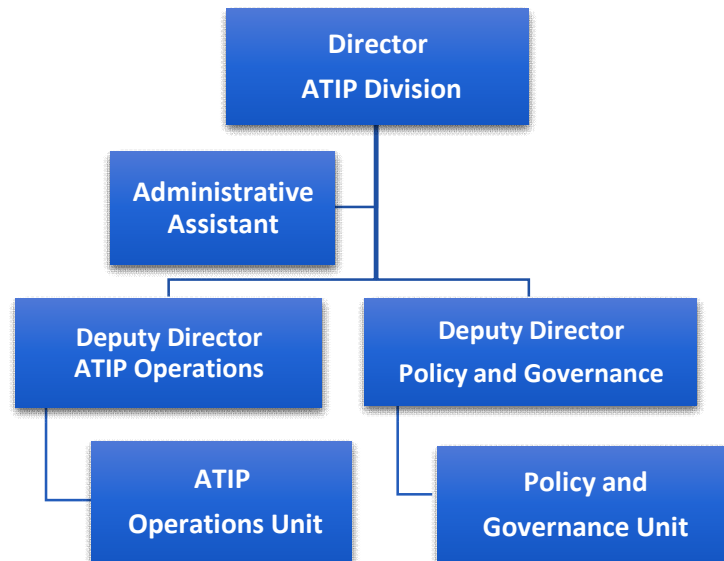 Director
ATIP Division
Administrative
Assistant
Deputy Director
ATIP Operations
Deputy Director
Policy and Governance
ATIP
Operations Unit
Policy and
Governance Unit